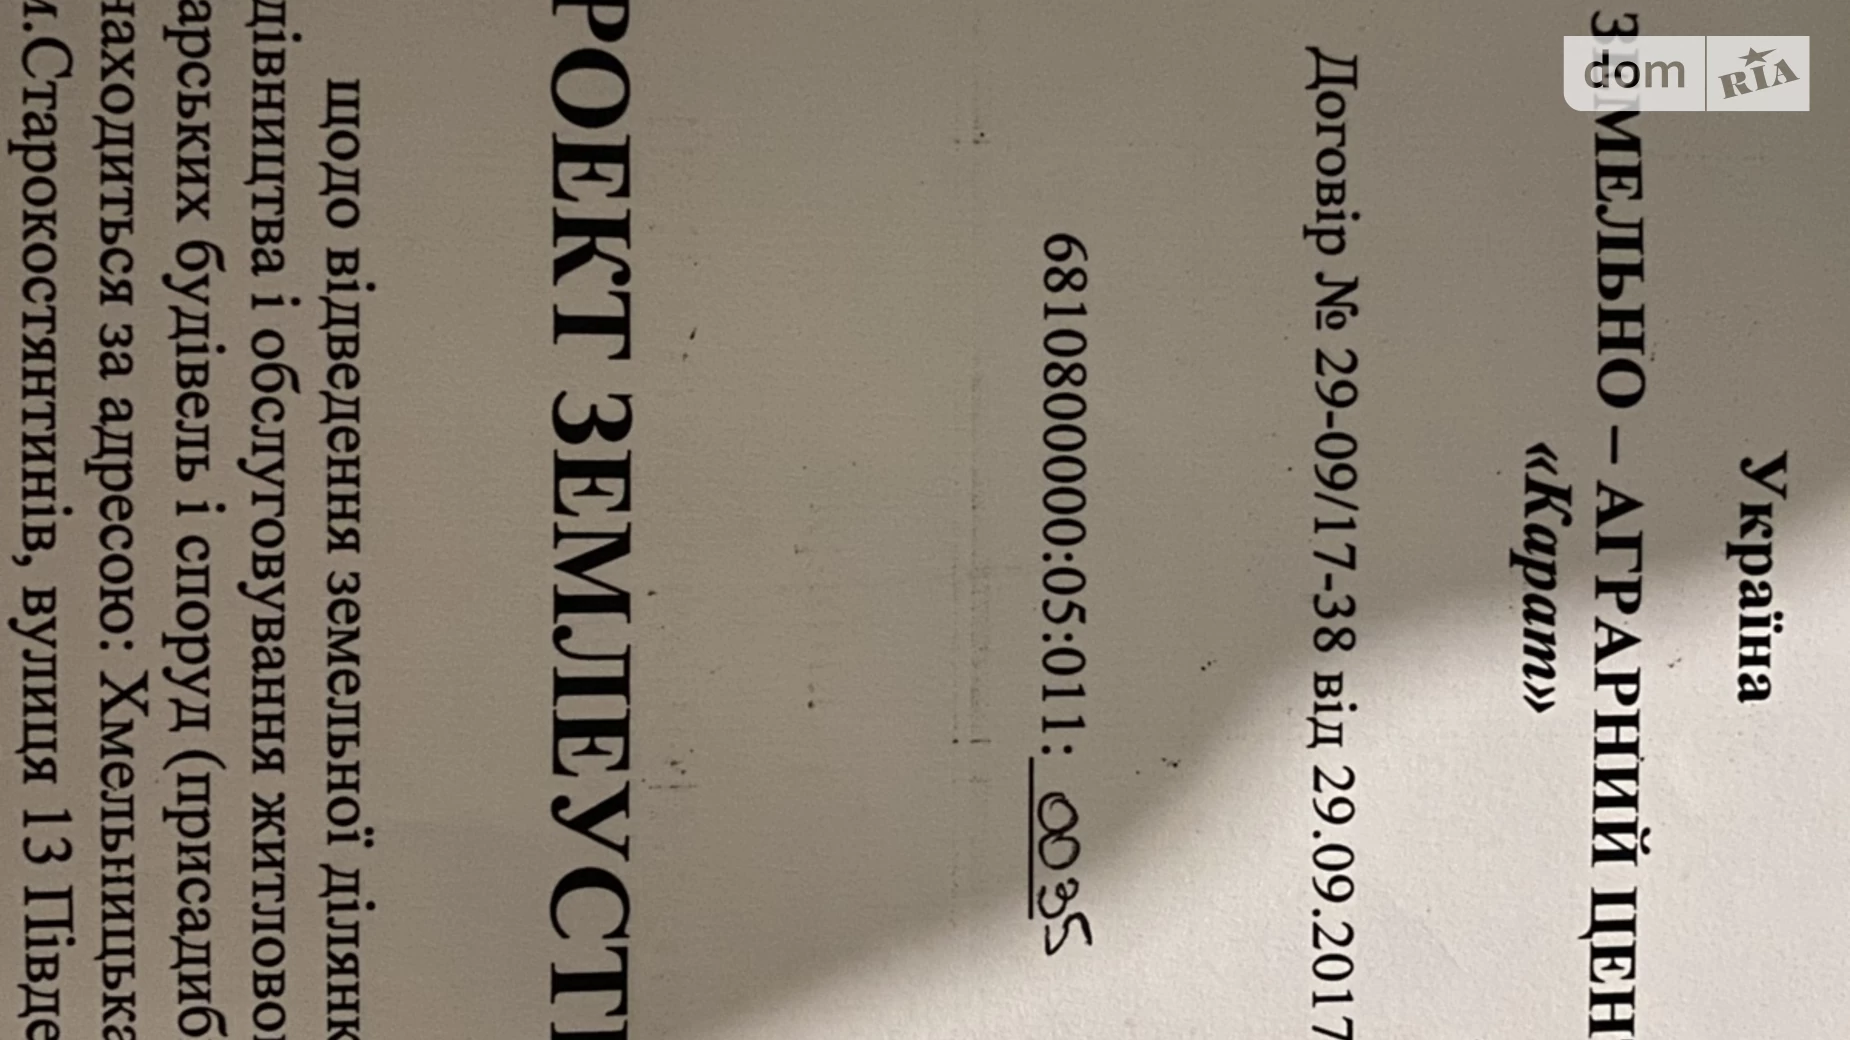 Україна
ЗЕМЕЛЬНО – АГРАРНИЙ ЦЕН
«Карат»
Договір № 29-09/17-38 від 29.09.2017
6810800000:05:011: 0035
РОЕКТ ЗЕМЛЕУСТ
щодо відведення земельної ділянк
дівництва і обслуговування житлово
арських будівель і споруд (присадиб
находиться за адресою: Хмельницька
м.Старокостянтинів, вулиця 13 Півде
dom RIA